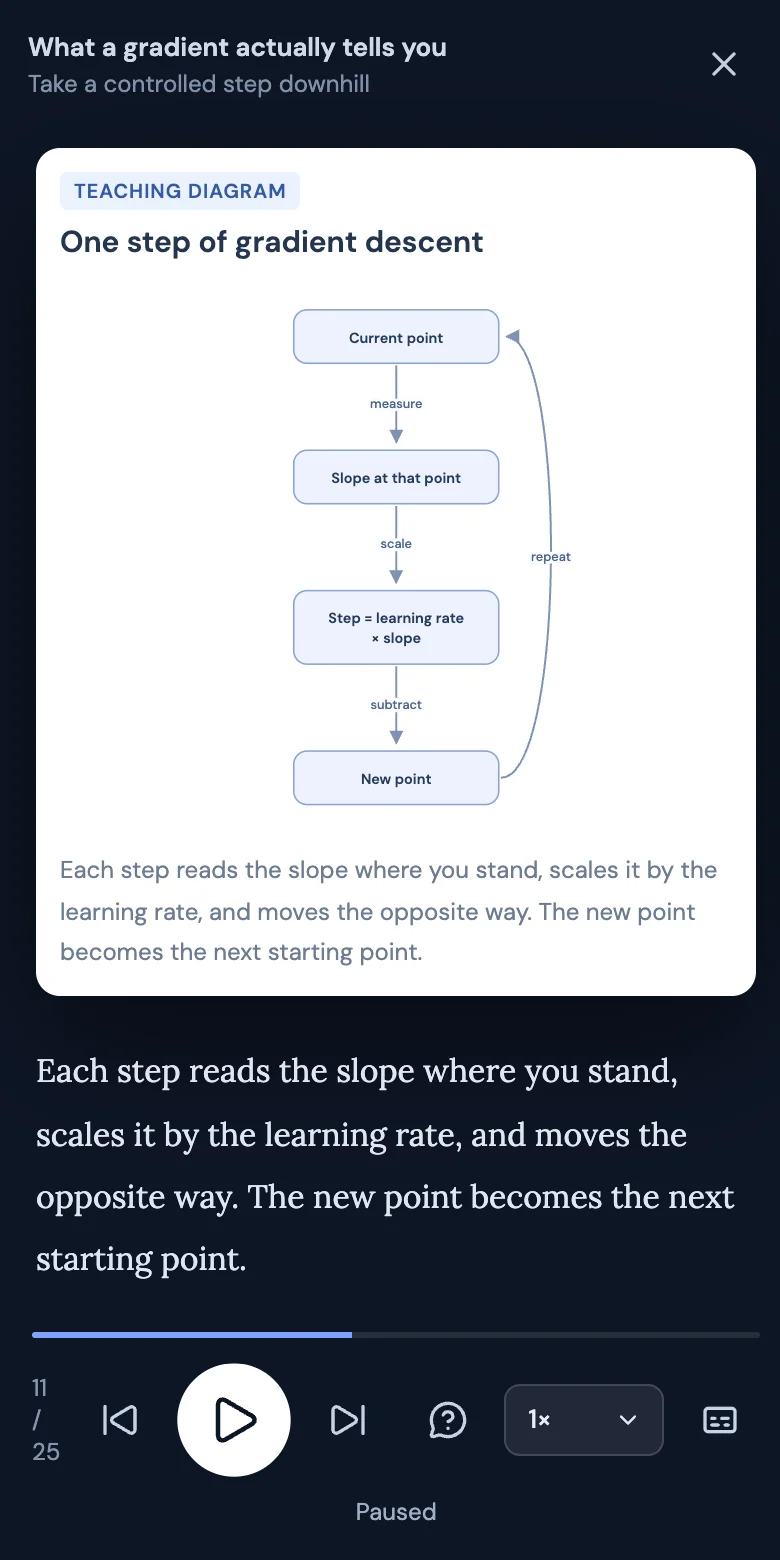 What a gradient actually tells you
Take a controlled step downhill
TEACHING DIAGRAM
One step of gradient descent
Current point
measure
Slope at that point
scale
repeat
Step = learning rate
× slope
subtract
New point
Each step reads the slope where you stand, scales it by the
learning rate, and moves the opposite way. The new point
becomes the next starting point.
Each step reads the slope where you stand,
scales it by the learning rate, and moves the
opposite way. The new point becomes the next
starting point.
11
/
25
1×
Paused